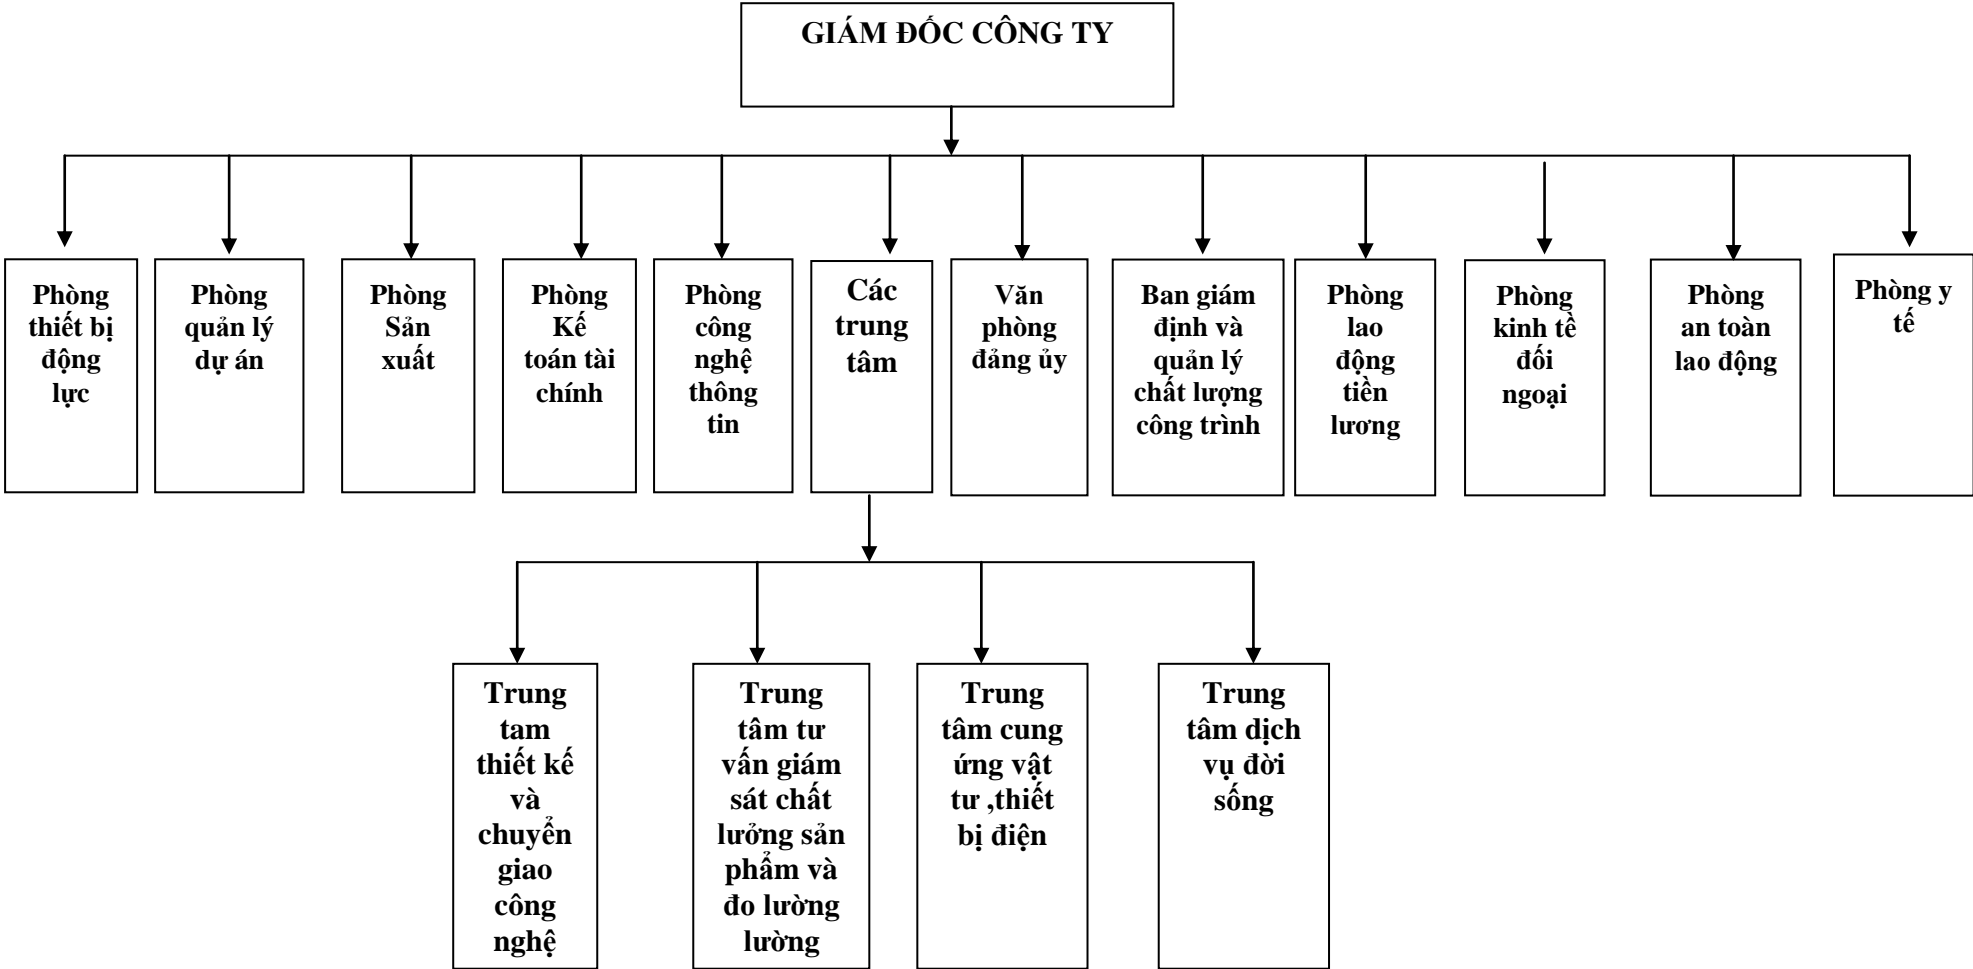 GIÁM ĐỐC CÔNG TY
Phòng
thiết bị
động
lực
Phòng
quản lý
dự án
Phòng
Sản
xuất
Phòng
Kế
toán tài
chính
Phòng
công
nghệ
thông
tin
Các
trung
tâm
Văn
phòng
đảng ủy
Ban giám
định và
quản lý
chất lượng
công trình
Phòng
lao
động
tiền
lương
Phòng
kinh tề
đối
ngoại
Phòng
an toàn
lao động
Phòng y
tế
Trung
tam
thiết kế
và
chuyển
giao
công
nghệ
Trung
tâm tư
vấn giám
sát chất
lưởng sản
phẩm và
đo lường
lường
Trung
tâm cung
ứng vật
tư ,thiết
bị điện
Trung
tâm dịch
vụ đời
sống